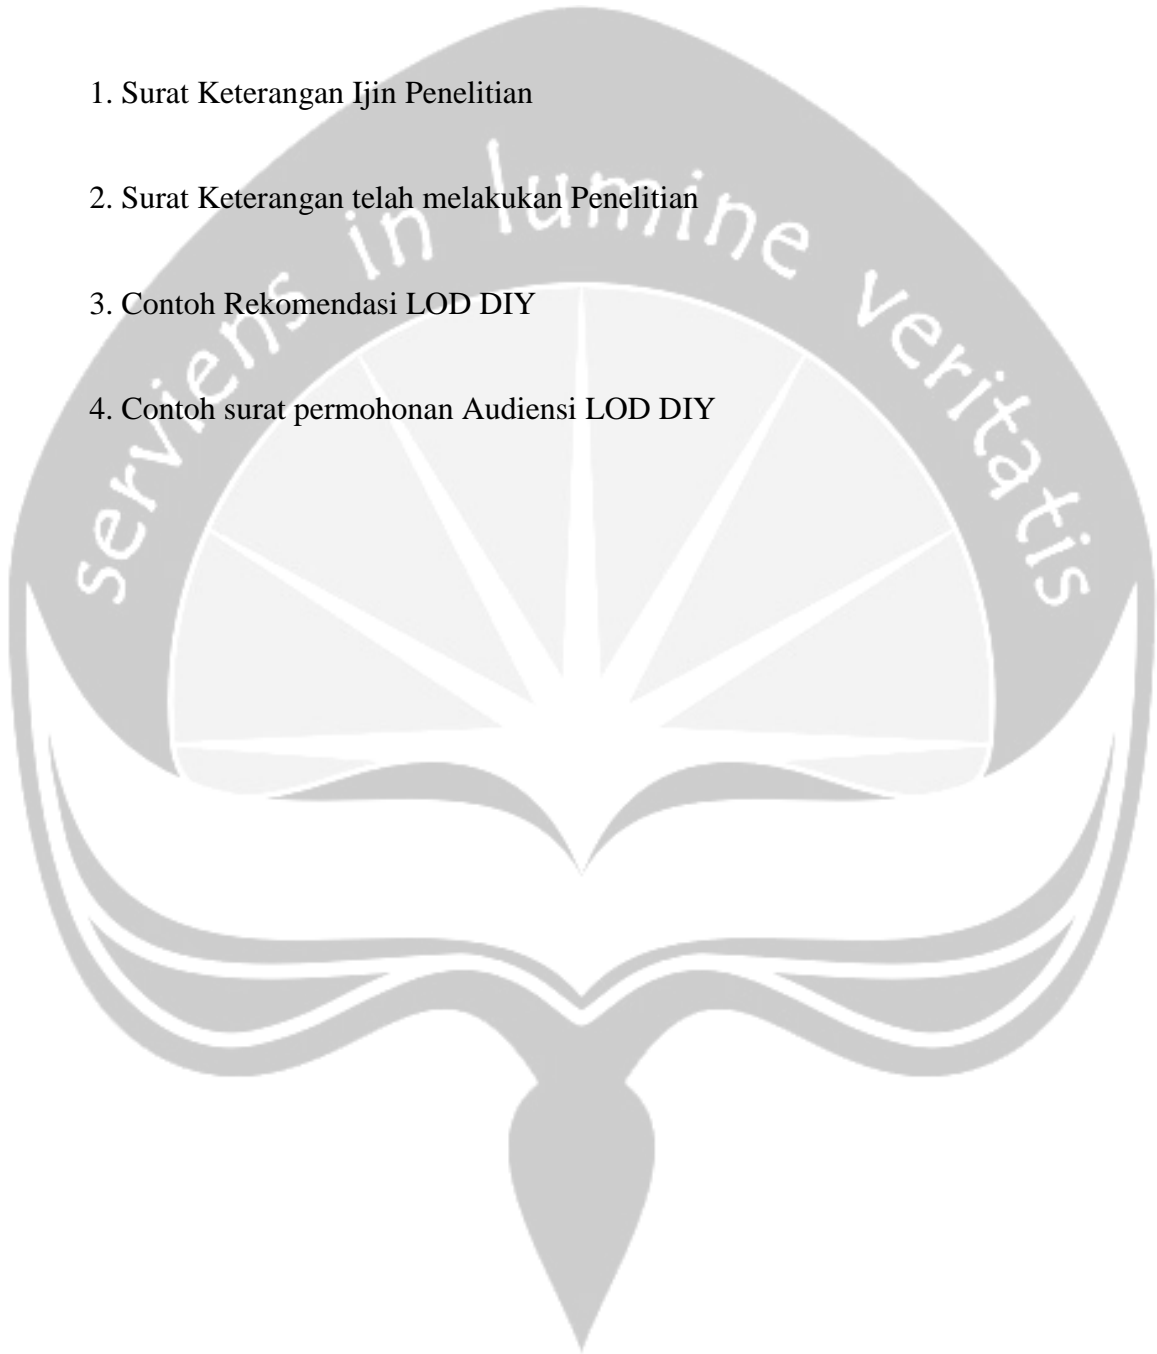 1. Surat Keterangan Ijin Penelitian
2. Surat Keterangan telah melakukan Penelitian
3. Contoh Rekomendasi LOD DIY
4. Contoh surat permohonan Audiensi LOD DIY
serviens in lumine veritatis